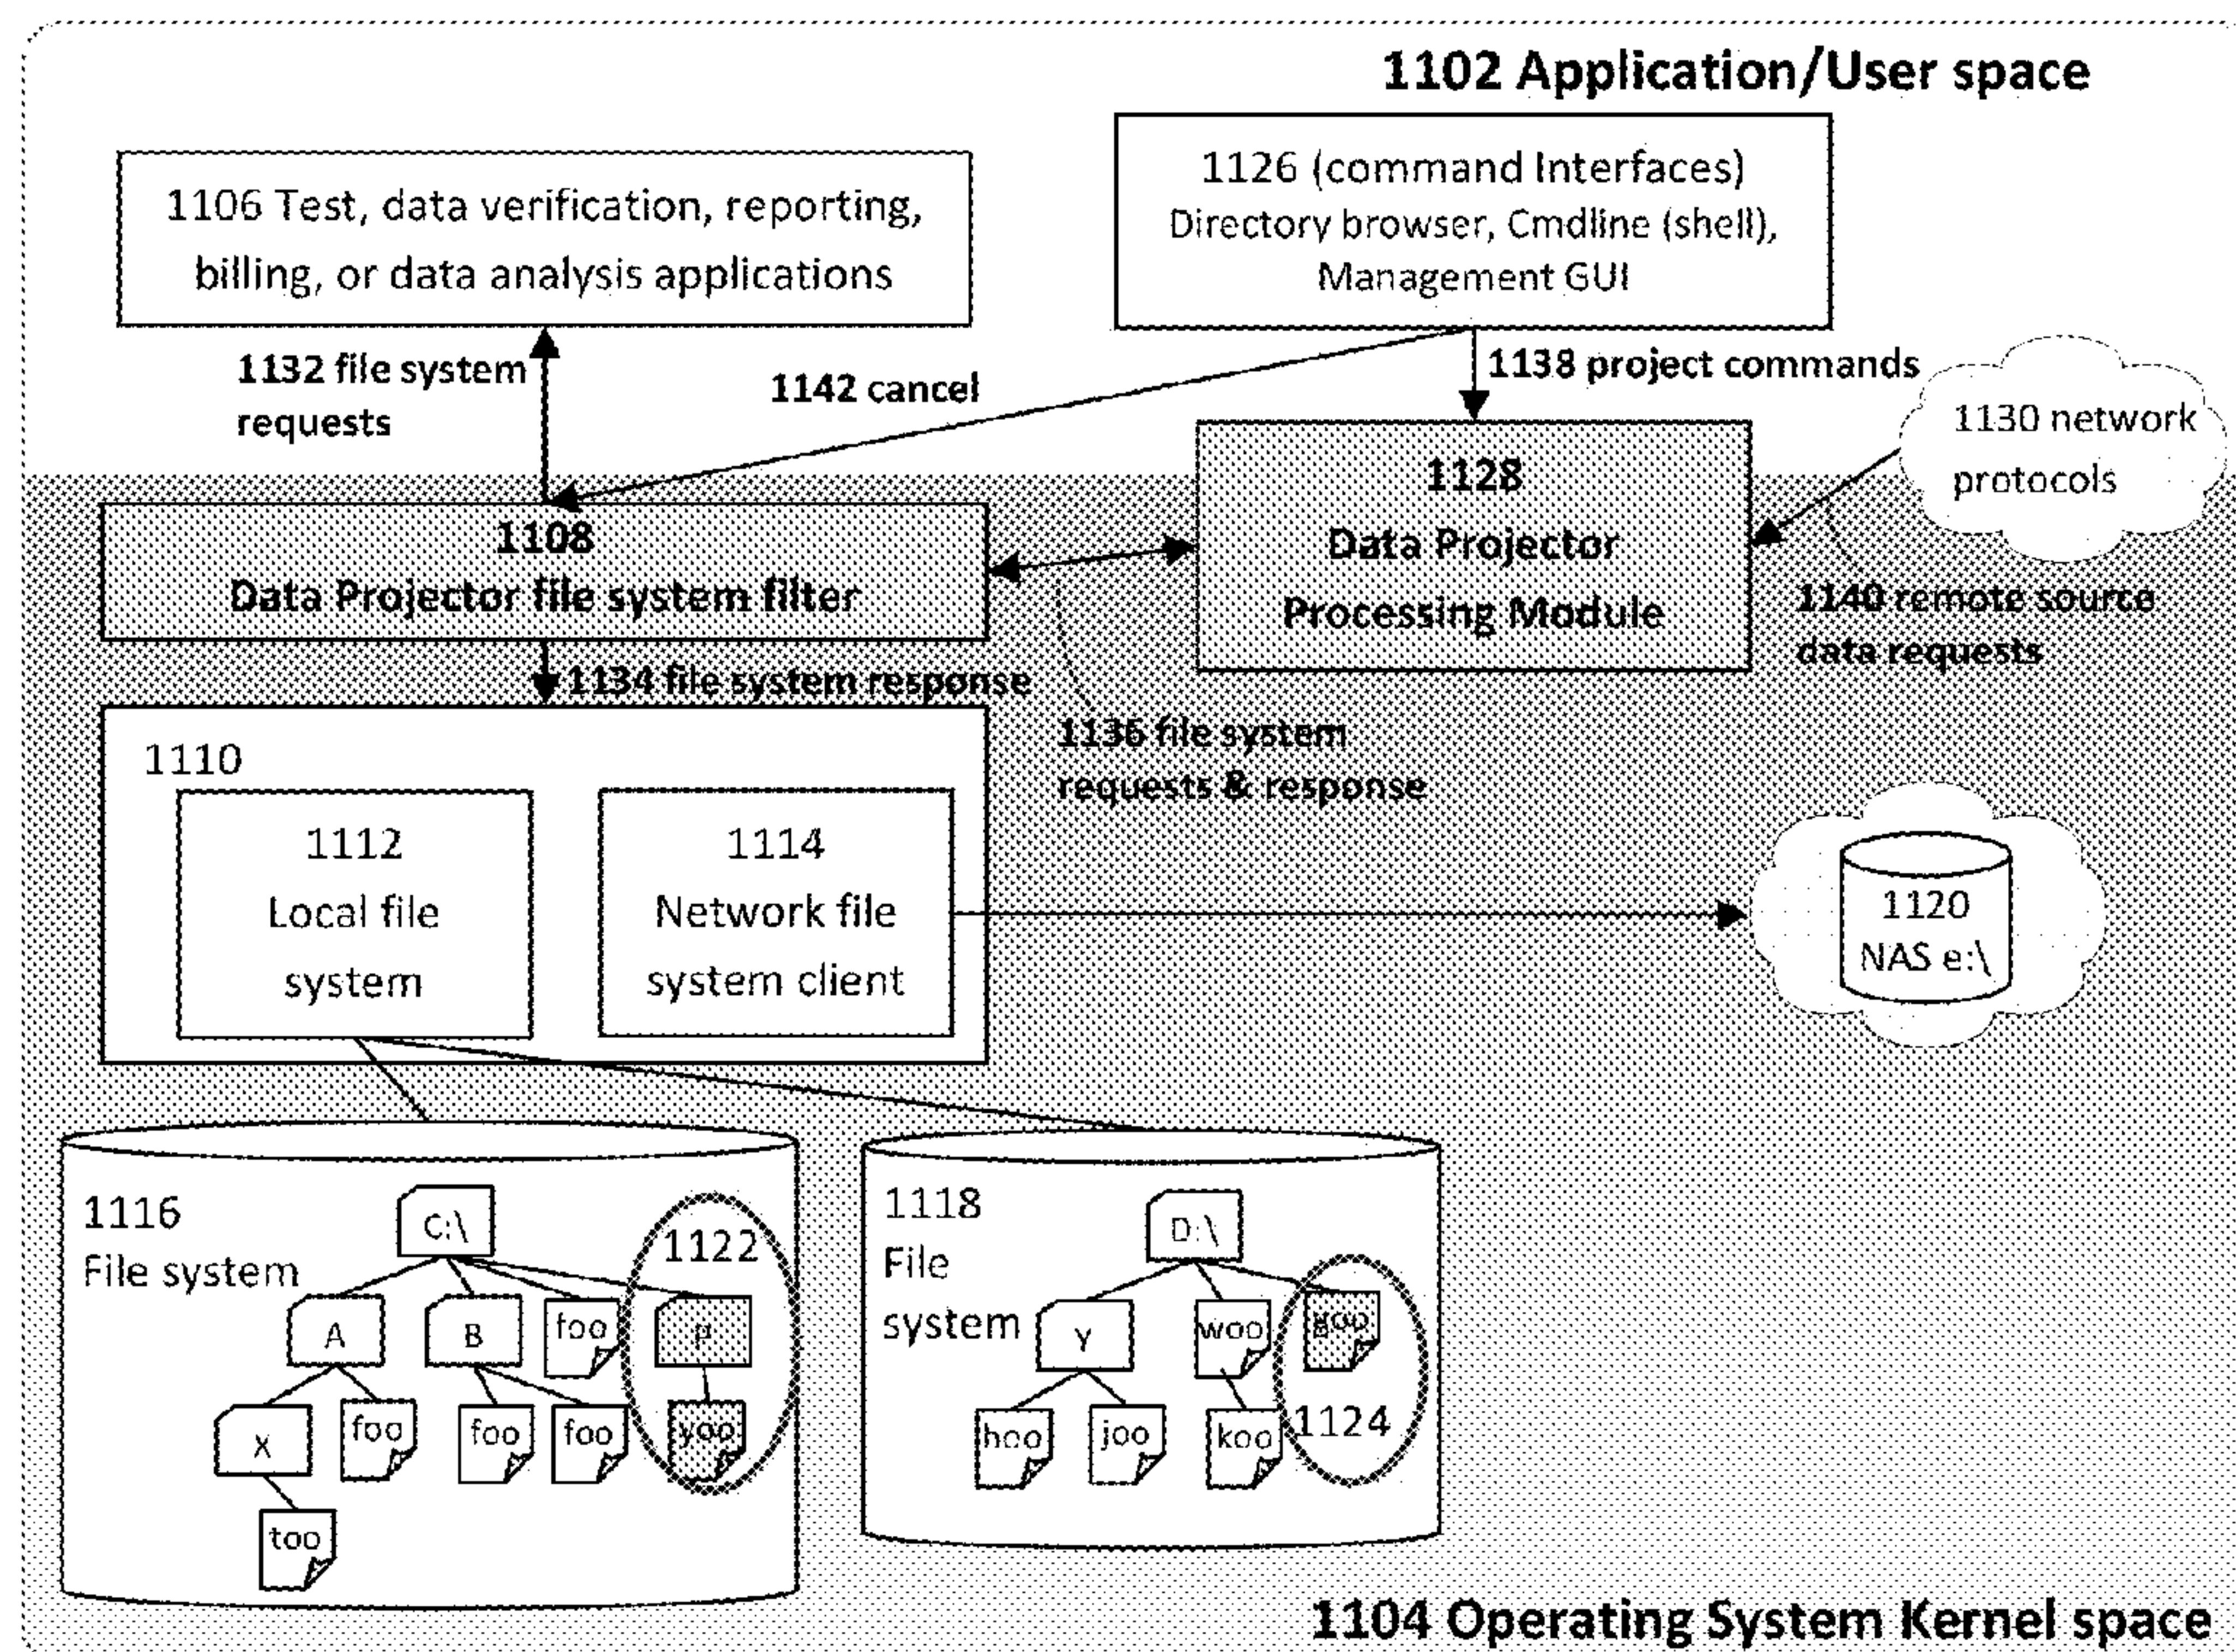 1102 Application/User space
1106 Test, data verification, reporting,
billing, or data analysis applications
1126 (command Interfaces)
Directory browser, Cmdline (shell),
Management GUI
1132 file system
requests
1142 cancel
1138 project commands
1130 network
protocols
1108
Data Projector file system filter
1128
Data Projector
Processing Module
1140 remote source
data requests
1134 file system response
1136 file system
requests & response
1110
1112
Local file
system
1114
Network file
system client
1120
NAS e:\
1116
File system
C:\
1122
A
B
foo
P
X
foo
foo
foo
yoo
too
1118
File
system
D:\
Y
woo
goo
hoo
joo
koo
1124
1104 Operating System Kernel space